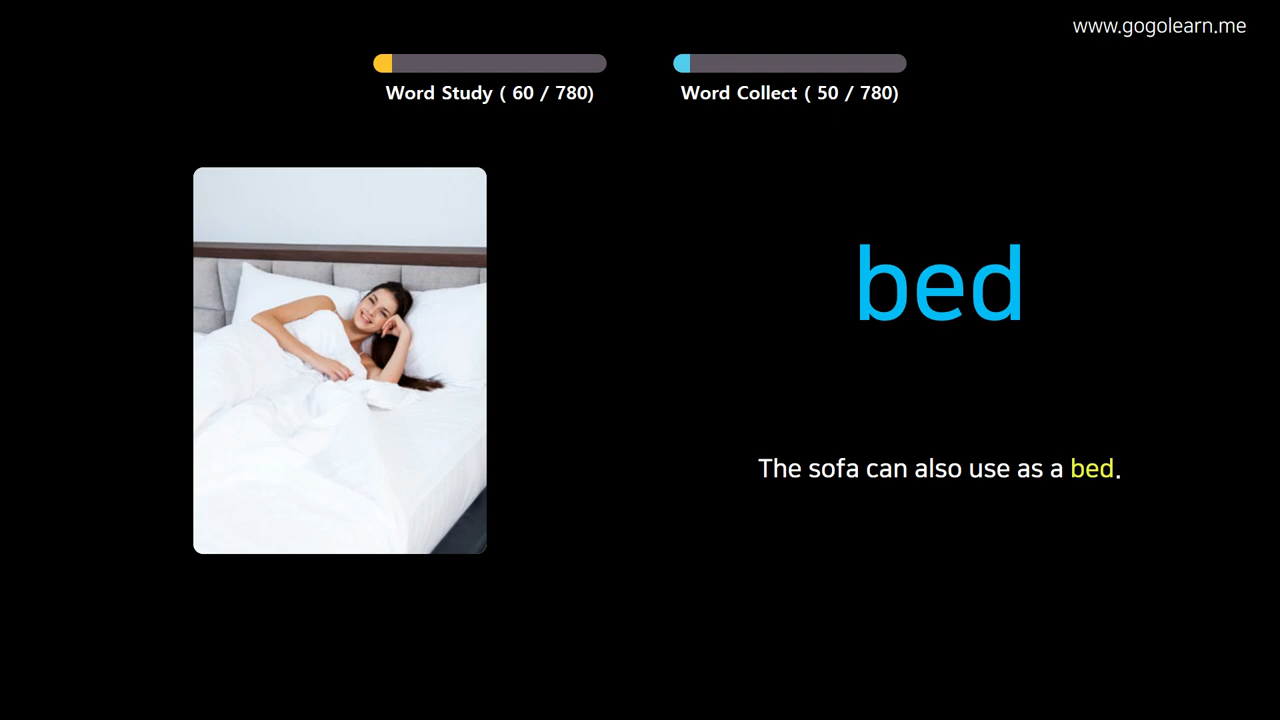 www.gogolearn.me
Word Study ( 60 / 780)
Word Collect ( 50 / 780)
bed
The sofa can also use as a bed.